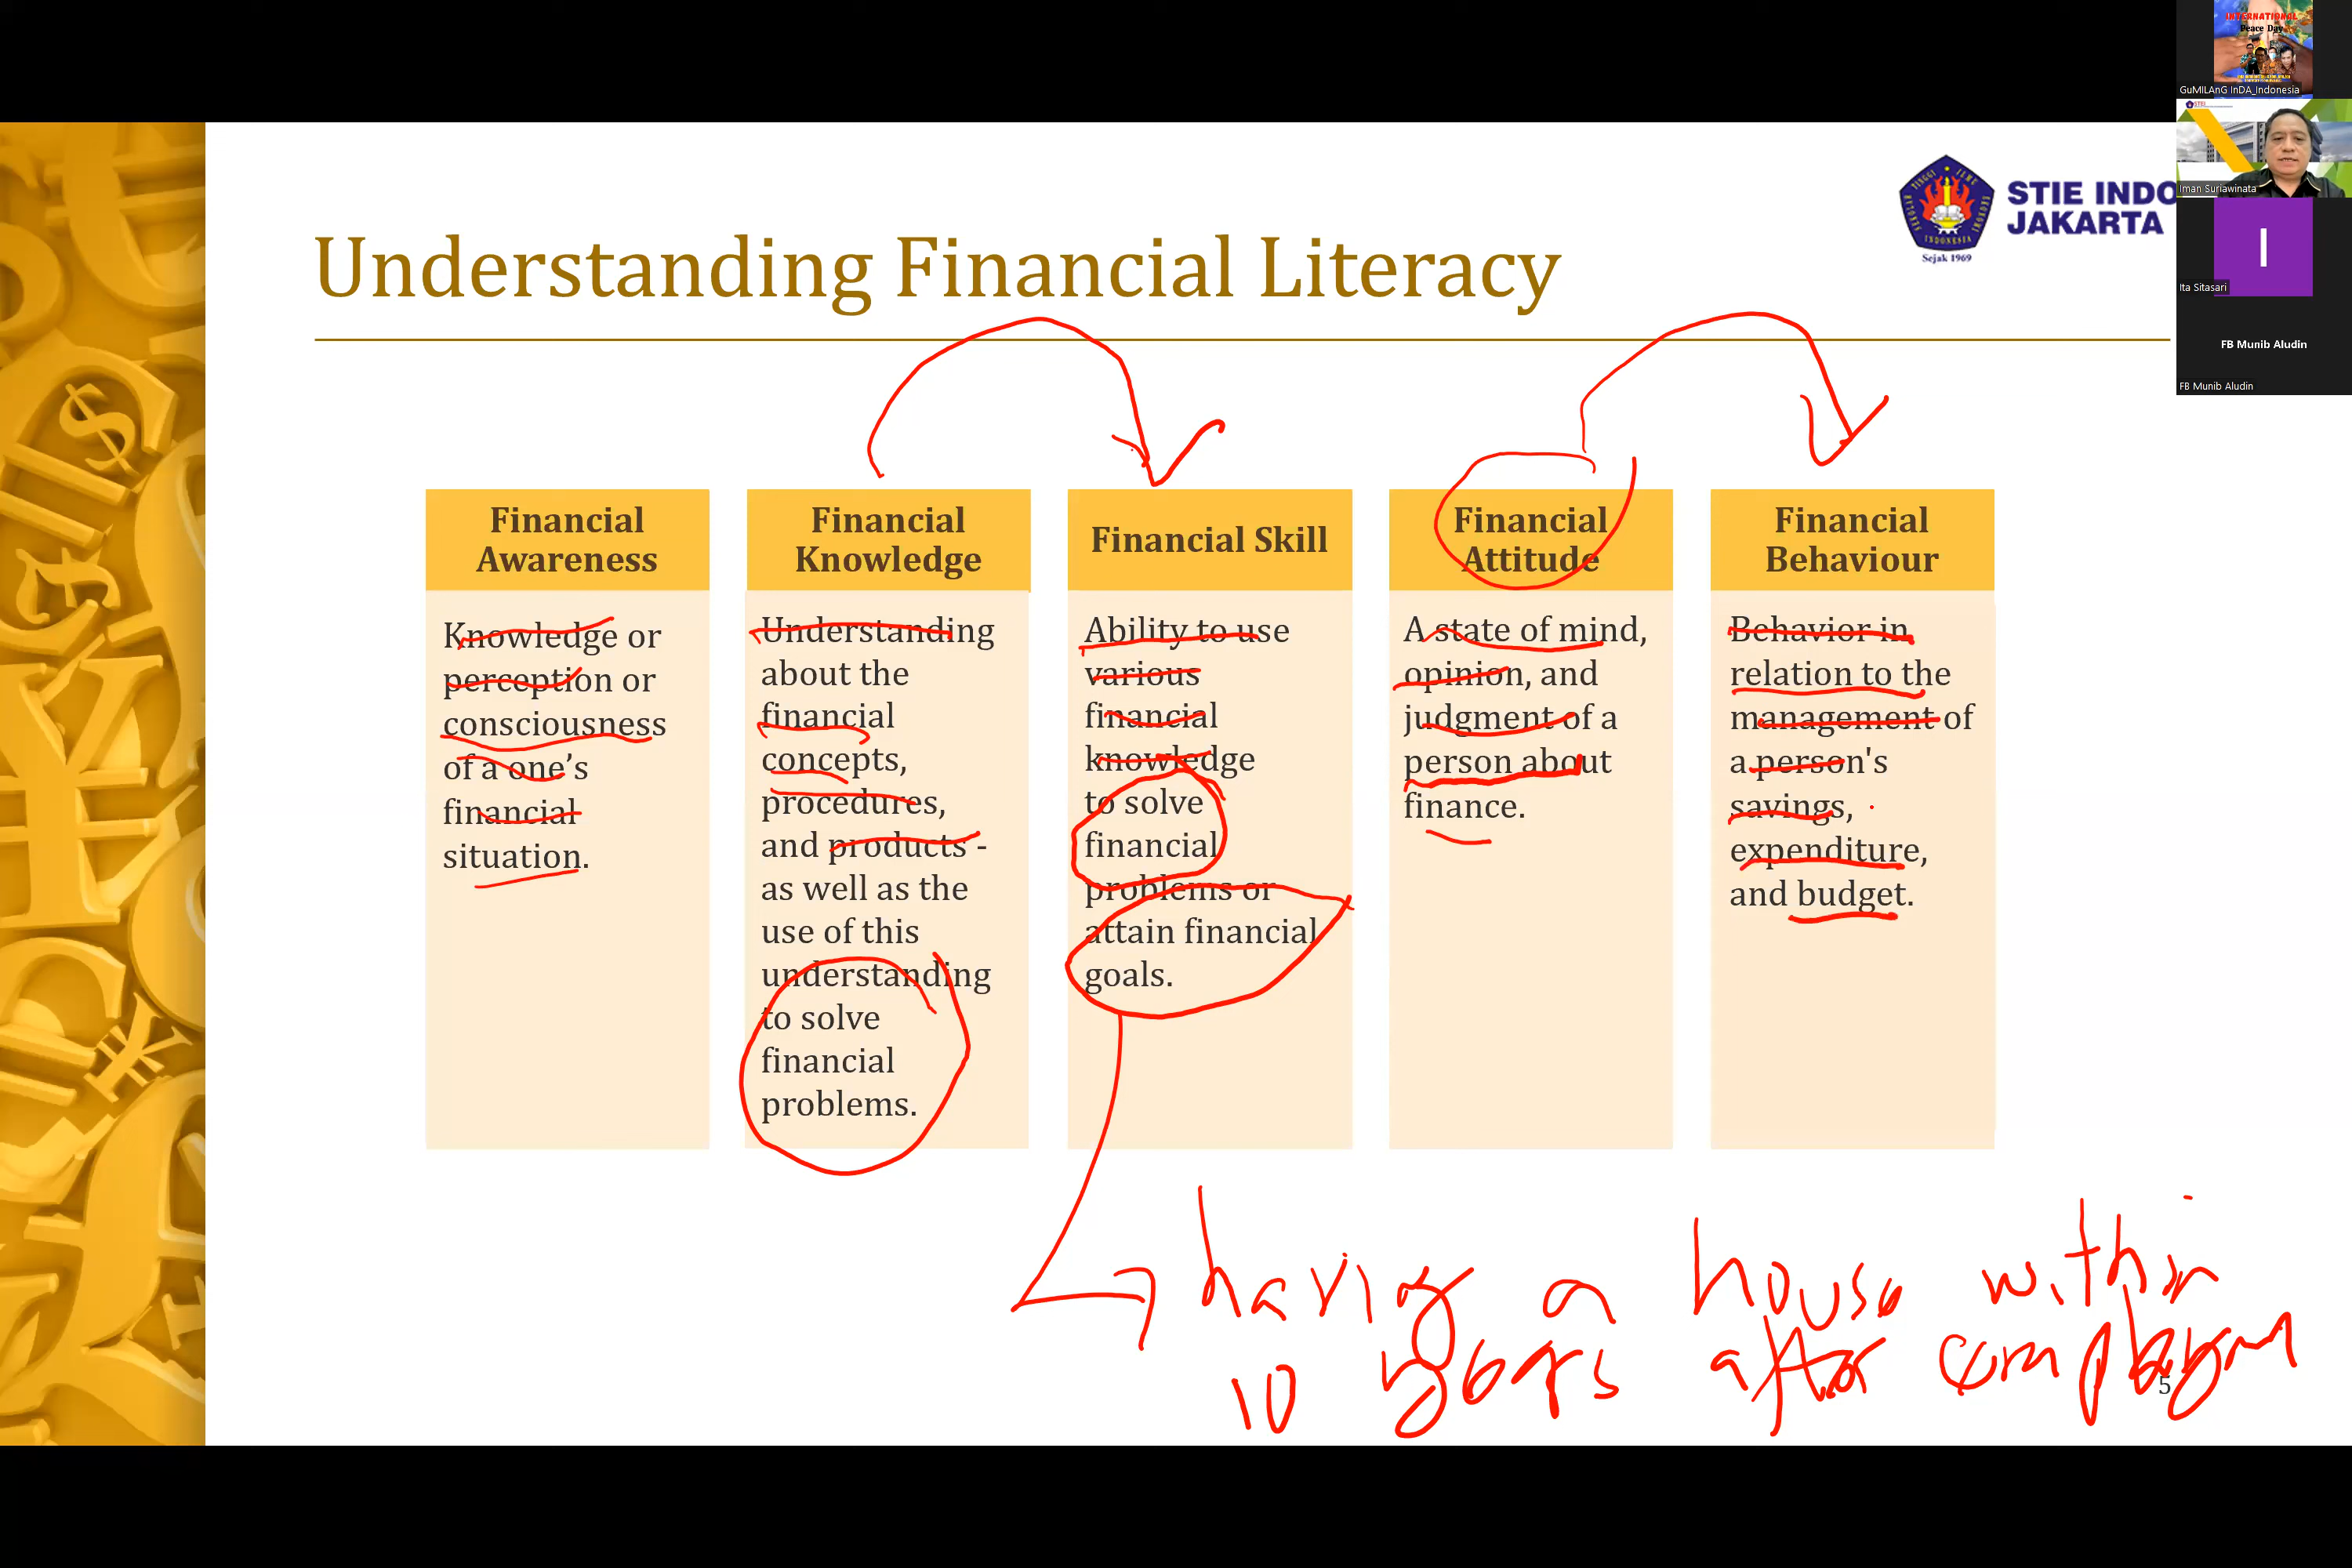 INTERNATIONAL
Peace Day
GuMILAnG InDA_Indonesia
STIE INDO
JAKARTA
Sejak 1969
Iman Suriawinata
I
Ita Sitasari
FB Munib Aludin
FB Munib Aludin
Understanding Financial Literacy
Financial
Awareness
Knowledge or
perception or
consciousness
of a one’s
financial
situation.
Financial
Knowledge
Understanding
about the
financial
concepts,
procedures,
and products -
as well as the
use of this
understanding
to solve
financial
problems.
Financial Skill
Ability to use
various
financial
knowledge
to solve
financial
problems or
attain financial
goals.
Financial
Attitude
A state of mind,
opinion, and
judgment of a
person about
finance.
Financial
Behaviour
Behavior in
relation to the
management of
a person's
savings,
expenditure,
and budget.
having a house within
10 years after
5